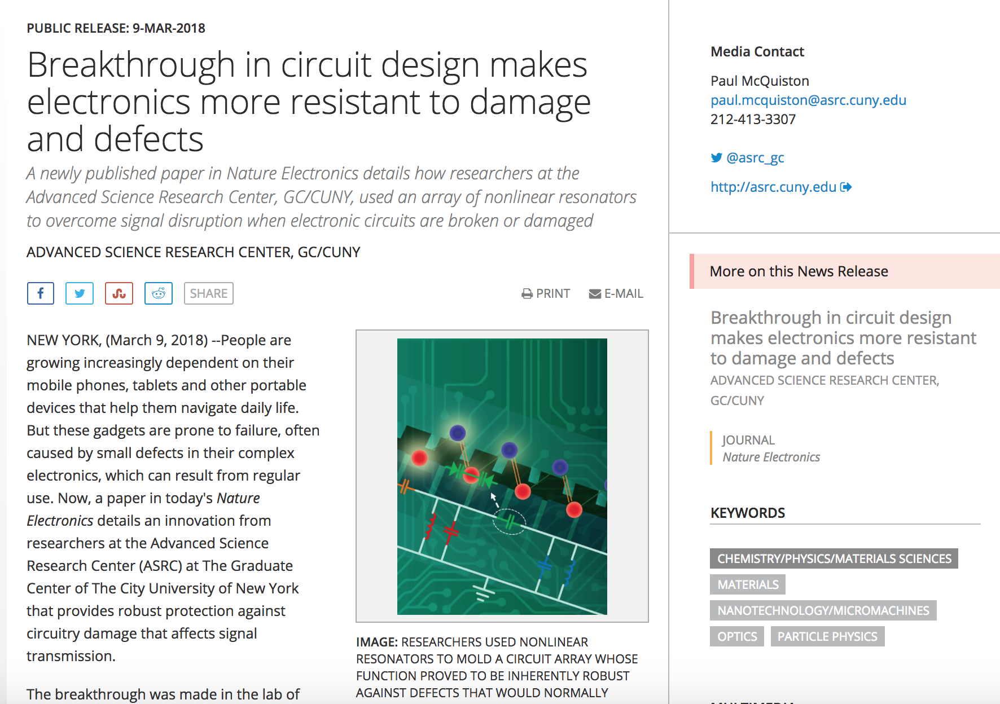 PUBLIC RELEASE: 9-MAR-2018
Breakthrough in circuit design makes
electronics more resistant to damage
and defects
A newly published paper in Nature Electronics details how researchers at the
Advanced Science Research Center, GC/CUNY, used an array of nonlinear resonators
to overcome signal disruption when electronic circuits are broken or damaged
ADVANCED SCIENCE RESEARCH CENTER, GC/CUNY
SHARE
PRINT
E-MAIL
NEW YORK, (March 9, 2018) --People are
growing increasingly dependent on their
mobile phones, tablets and other portable
devices that help them navigate daily life.
But these gadgets are prone to failure, often
caused by small defects in their complex
electronics, which can result from regular
use. Now, a paper in today's Nature
Electronics details an innovation from
researchers at the Advanced Science
Research Center (ASRC) at The Graduate
Center of The City University of New York
that provides robust protection against
circuitry damage that affects signal
transmission.
The breakthrough was made in the lab of
IMAGE: RESEARCHERS USED NONLINEAR
RESONATORS TO MOLD A CIRCUIT ARRAY WHOSE
FUNCTION PROVED TO BE INHERENTLY ROBUST
AGAINST DEFECTS THAT WOULD NORMALLY
Media Contact
Paul McQuiston
paul.mcquiston@asrc.cuny.edu
212-413-3307
@asrc_gc
http://asrc.cuny.edu
More on this News Release
Breakthrough in circuit design
makes electronics more resistant
to damage and defects
ADVANCED SCIENCE RESEARCH CENTER,
GC/CUNY
JOURNAL
Nature Electronics
KEYWORDS
CHEMISTRY/PHYSICS/MATERIALS SCIENCES
MATERIALS
NANOTECHNOLOGY/MICROMACHINES
OPTICS
PARTICLE PHYSICS